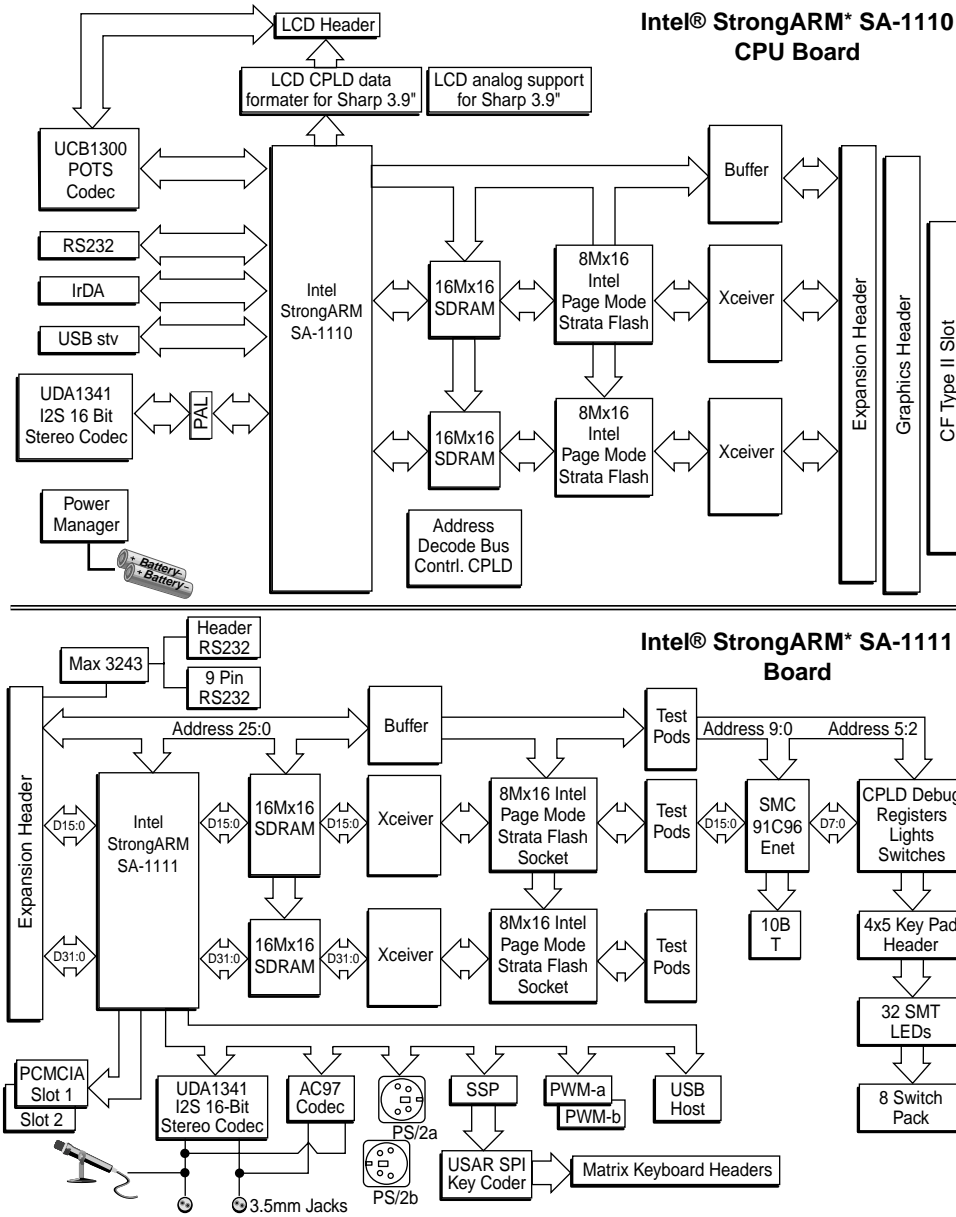 Intel® StrongARM* SA-1110
CPU Board
LCD Header
LCD CPLD data
formater for Sharp 3.9"
LCD analog support
for Sharp 3.9"
UCB1300
POTS
Codec
RS232
IrDA
USB stv
UDA1341
I2S 16 Bit
Stereo Codec
PAL
Power
Manager
+ Battery-
+ Battery-
Intel
StrongARM
SA-1110
16Mx16
SDRAM
16Mx16
SDRAM
8Mx16
Intel
Page Mode
Strata Flash
8Mx16
Intel
Page Mode
Strata Flash
Address
Decode Bus
Contrl. CPLD
Buffer
Xceiver
Xceiver
Expansion Header
Graphics Header
CF Type II Slot
Intel® StrongARM* SA-1111
Board
Header
RS232
Max 3243
9 Pin
RS232
Expansion Header
Address 25:0
Buffer
Test
Pods
Address 9:0
Address 5:2
D15:0
Intel
StrongARM
SA-1111
D15:0
16Mx16
SDRAM
D15:0
Xceiver
8Mx16 Intel
Page Mode
Strata Flash
Socket
Test
Pods
D15:0
SMC
91C96
Enet
D7:0
CPLD Debug
Registers
Lights
Switches
D31:0
D31:0
16Mx16
SDRAM
D31:0
Xceiver
8Mx16 Intel
Page Mode
Strata Flash
Socket
Test
Pods
10B
T
4x5 Key Pad
Header
32 SMT
LEDs
8 Switch
Pack
PCMCIA
Slot 1
Slot 2
UDA1341
I2S 16-Bit
Stereo Codec
AC97
Codec
PS/2a
PS/2b
SSP
PWM-a
PWM-b
USB
Host
USAR SPI
Key Coder
Matrix Keyboard Headers
3.5mm Jacks